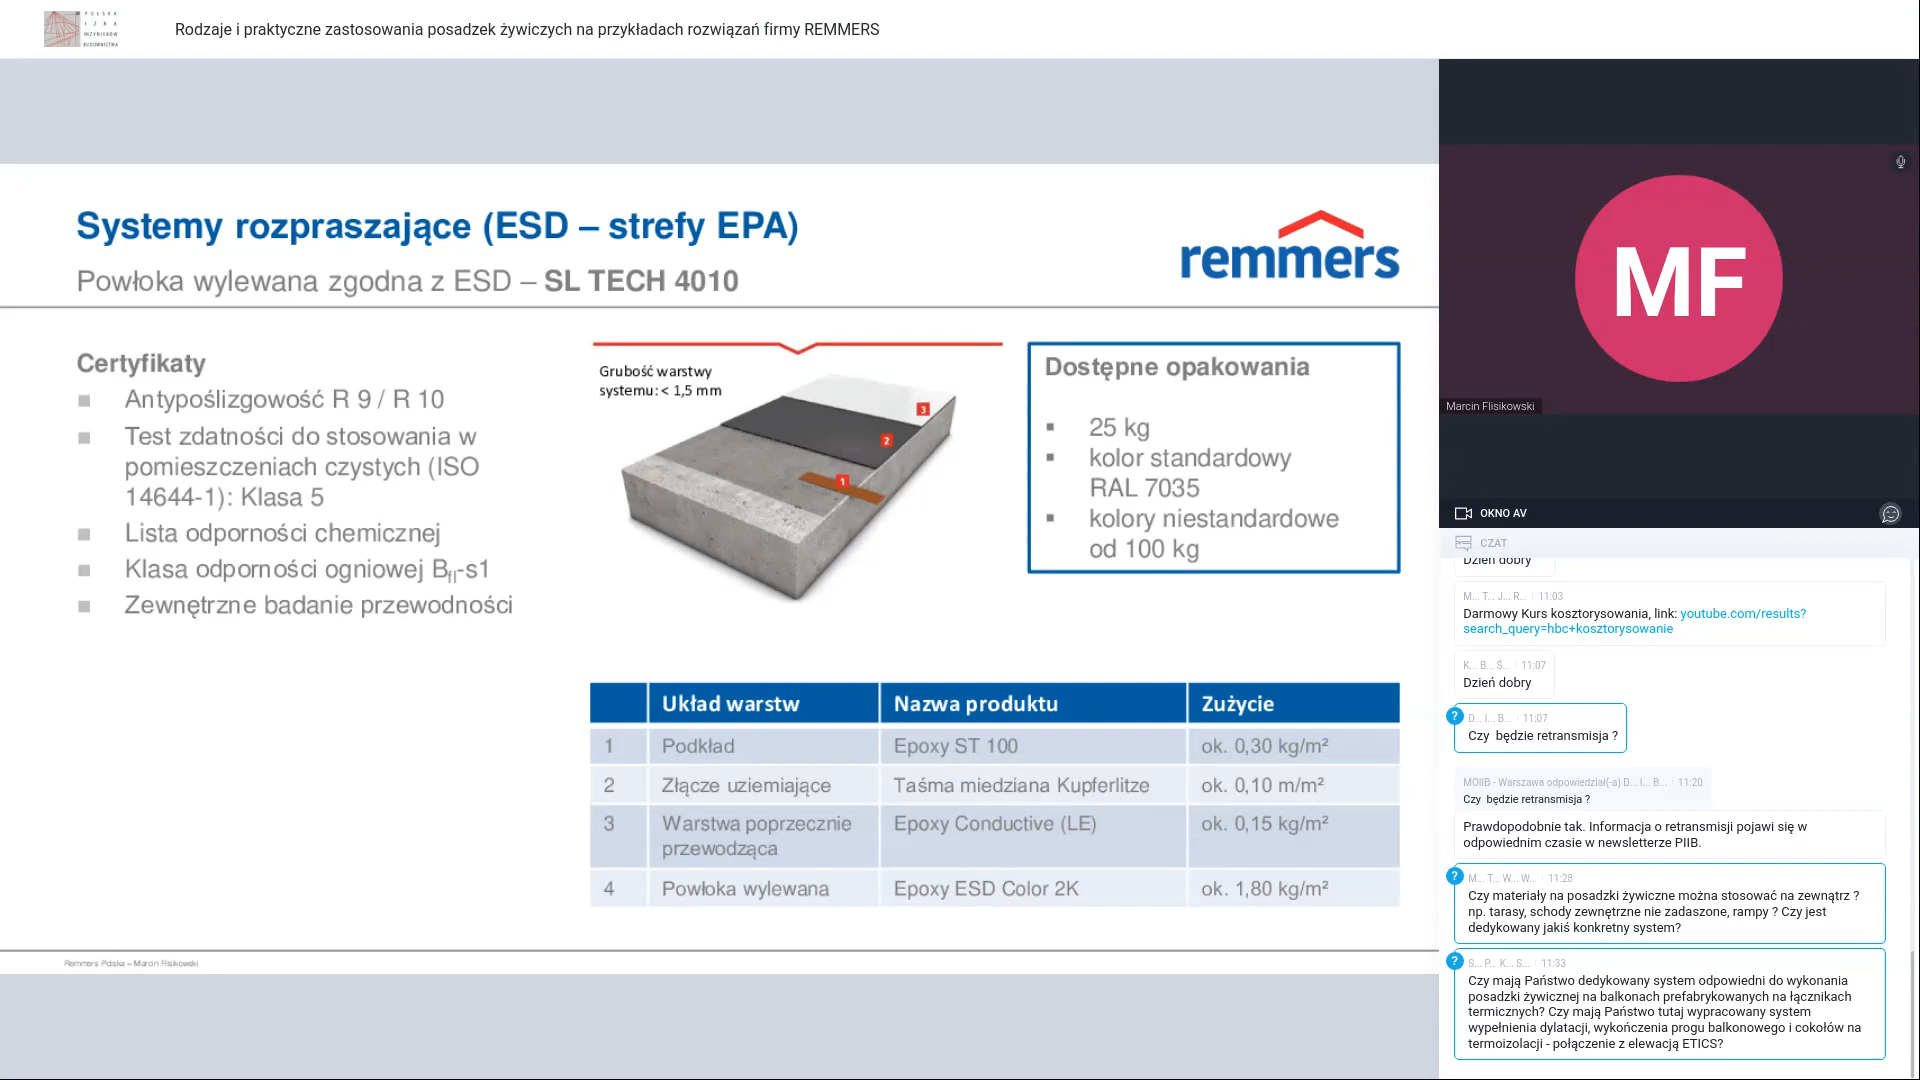 POLSKA
IZBA
INŻYNIERÓW
BUDOWNICTWA
Rodzaje i praktyczne zastosowania posadzek żywicznych na przykładach rozwiązań firmy REMMERS
Systemy rozpraszające (ESD – strefy EPA)
Powłoka wylewana zgodna z ESD – SL TECH 4010
remmers
Certyfikaty
Antypoślizgowość R 9 / R 10
Test zdatności do stosowania w
pomieszczeniach czystych (ISO
14644-1): Klasa 5
Lista odporności chemicznej
Klasa odporności ogniowej Bfl-s1
Zewnętrzne badanie przewodności
Grubość warstwy
systemu: < 1,5 mm
3
2
1
Dostępne opakowania
25 kg
kolor standardowy
RAL 7035
kolory niestandardowe
od 100 kg
Układ warstw Nazwa produktu Zużycie
1 Podkład Epoxy ST 100 ok. 0,30 kg/m²
2 Złącze uziemiające Taśma miedziana Kupferlitze ok. 0,10 m/m²
3 Warstwa poprzecznie Epoxy Conductive (LE) ok. 0,15 kg/m²
przewodząca
4 Powłoka wylewana Epoxy ESD Color 2K ok. 1,80 kg/m²
Remmers Polska – Marcin Flisikowski
MF
Marcin Flisikowski
OKNO AV
CZAT
Dzień dobry
M... T... J... R... 11:03
Darmowy Kurs kosztorysowania, link: youtube.com/results?
search_query=hbc+kosztorysowanie
K... B... Ś... 11:07
Dzień dobry
? D... I... B... 11:07
Czy będzie retransmisja ?
MOIIB - Warszawa odpowiedział(-a) D... I... B... 11:20
Czy będzie retransmisja ?
Prawdopodobnie tak. Informacja o retransmisji pojawi się w
odpowiednim czasie w newsletterze PIIB.
? M... T... W... W... 11:28
Czy materiały na posadzki żywiczne można stosować na zewnątrz ?
np. tarasy, schody zewnętrzne nie zadaszone, rampy ? Czy jest
dedykowany jakiś konkretny system?
? S... P... K... S... 11:33
Czy mają Państwo dedykowany system odpowiedni do wykonania
posadzki żywicznej na balkonach prefabrykowanych na łącznikach
termicznych? Czy mają Państwo tutaj wypracowany system
wypełnienia dylatacji, wykończenia progu balkonowego i cokołów na
termoizolacji - połączenie z elewacją ETICS?